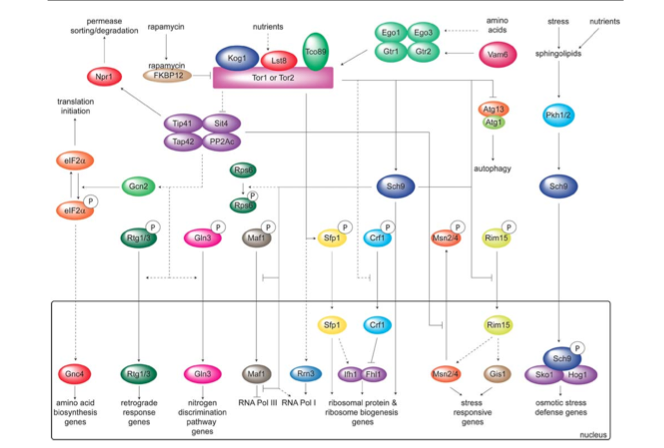 permease
sorting/degradation
rapamycin
nutrients
amino
acids
stress
nutrients
Npr1
rapamycin
FKBP12
Kog1
Lst8
Tco89
Tor1 or Tor2
Ego1
Ego3
Gtr1
Gtr2
Vam6
sphingolipids
translation
initiation
Tip41
Sit4
Tap42
PP2Ac
Atg13
Atg1
autophagy
Pkh1/2
eIF2α
eIF2α
P
Gcn2
Rps6
Rps6
P
Sch9
Sch9
Rtg1/3
P
Gln3
P
Maf1
P
Sfp1
P
Crf1
P
Msn2/4
P
Rim15
P
Sfp1
Crf1
Rim15
Gnc4
Rtg1/3
Gln3
Maf1
Rrn3
Ifh1
Fhl1
Msn2/4
Gis1
Sch9
P
Sko1
Hog1
amino acid
biosynthesis
genes
retrograde
response
genes
nitrogen
discrimination
pathway
genes
RNA Pol III
RNA Pol I
ribosomal protein &
ribosome biogenesis
genes
stress
responsive
genes
osmotic stress
defense genes
nucleus